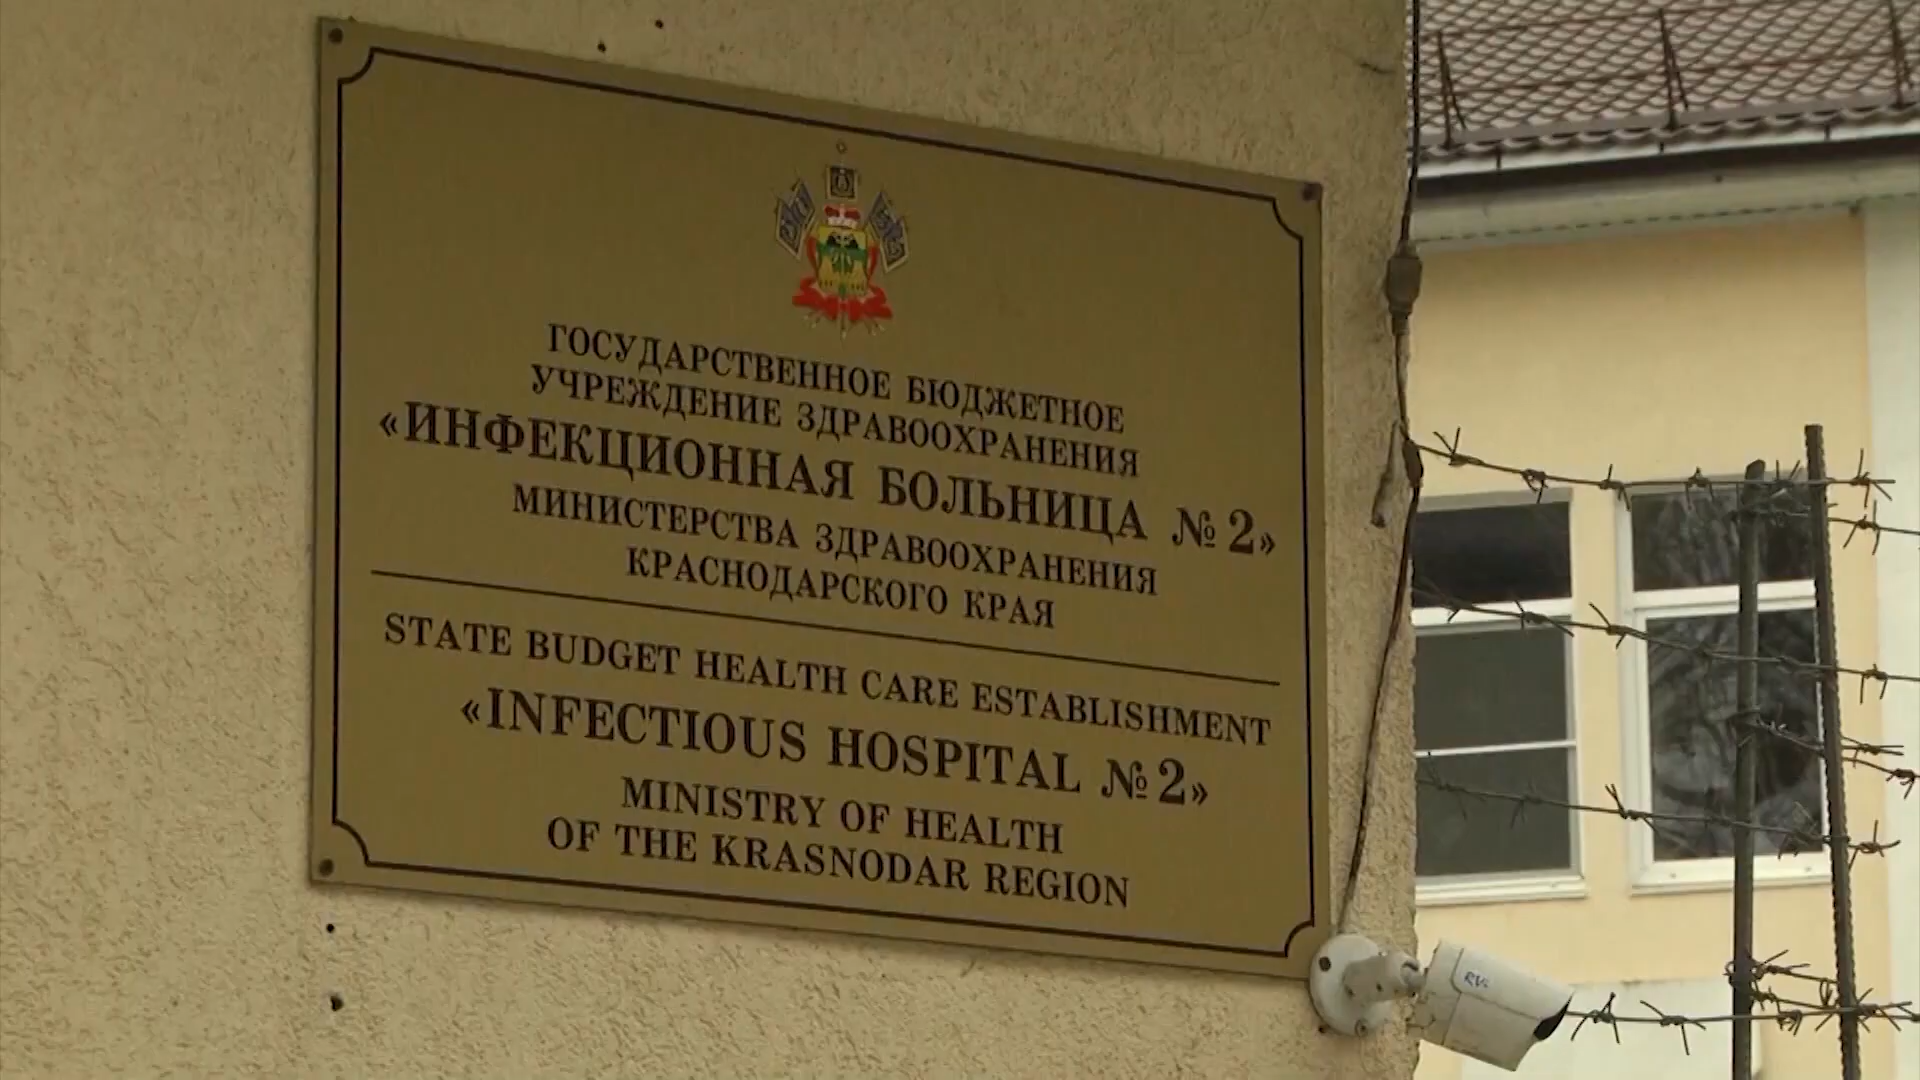 ГОСУДАРСТВЕННОЕ БЮДЖЕТНОЕ
УЧРЕЖДЕНИЕ ЗДРАВООХРАНЕНИЯ
«ИНФЕКЦИОННАЯ БОЛЬНИЦА № 2»
МИНИСТЕРСТВА ЗДРАВООХРАНЕНИЯ
КРАСНОДАРСКОГО КРАЯ
STATE BUDGET HEALTH CARE ESTABLISHMENT
«INFECTIOUS HOSPITAL № 2»
MINISTRY OF HEALTH
OF THE KRASNODAR REGION
RVi